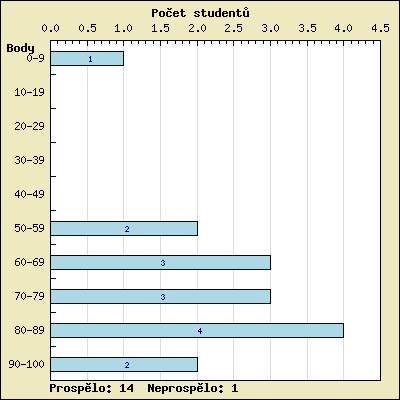 Počet studentů
0.0 0.5 1.0 1.5 2.0 2.5 3.0 3.5 4.0 4.5
Body
0-9 1
10-19
20-29
30-39
40-49
50-59 2
60-69 3
70-79 3
80-89 4
90-100 2
Prospělo: 14 Neprospělo: 1